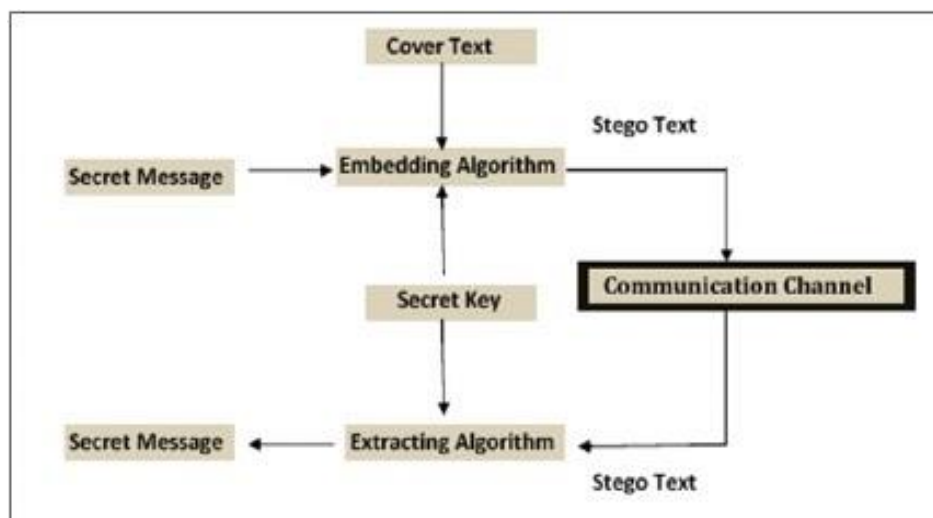 Cover Text
Stego Text
Secret Message
Embedding Algorithm
Communication Channel
Secret Key
Secret Message
Extracting Algorithm
Stego Text